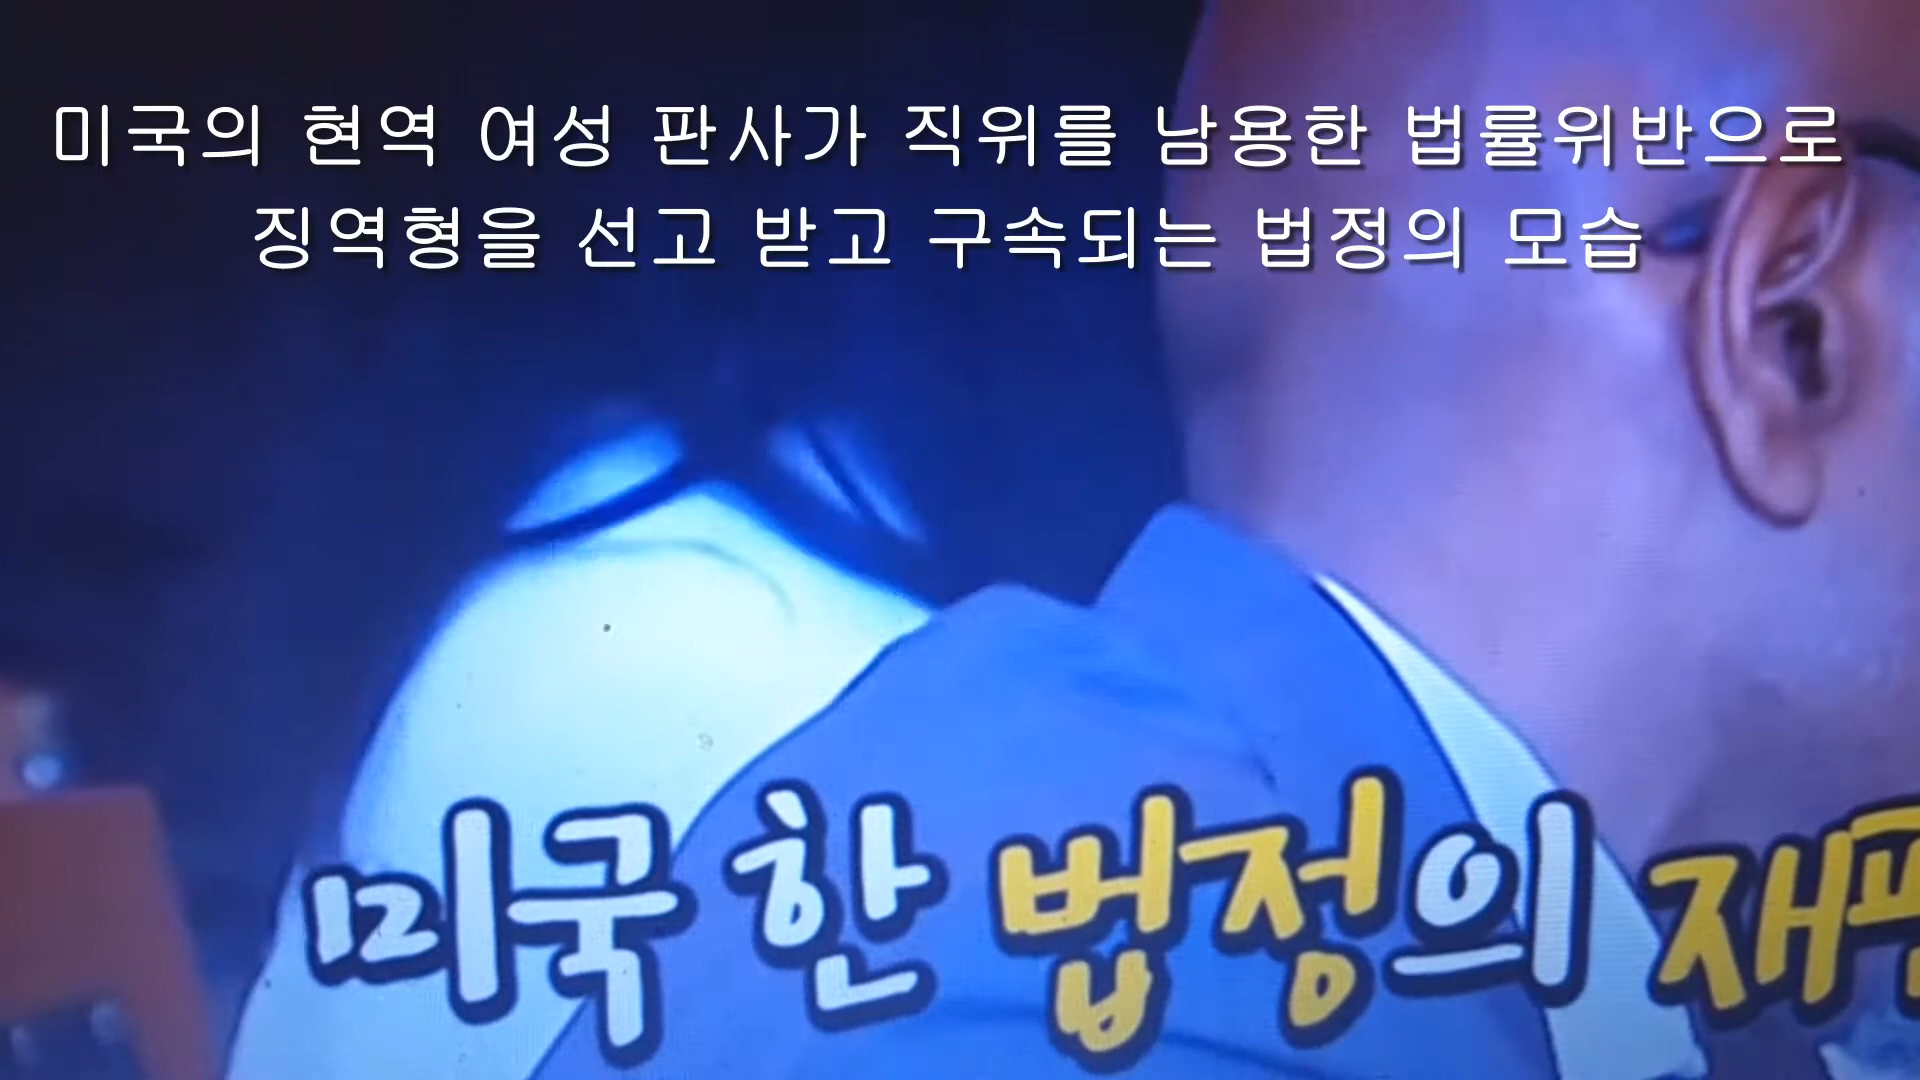 미국의 현역 여성 판사가 직위를 남용한 법률위반으로
징역형을 선고 받고 구속되는 법정의 모습
미국 한 법정의